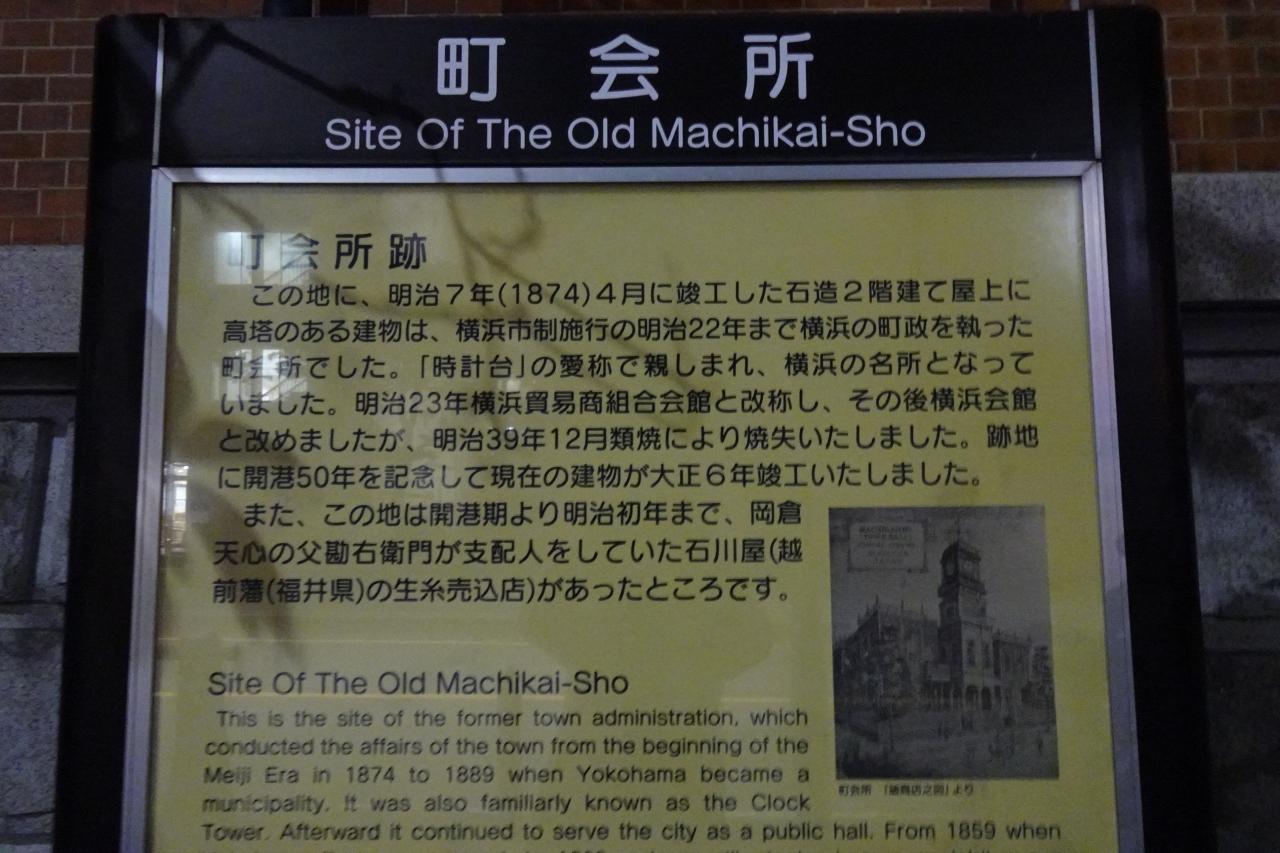 町会所
Site Of The Old Machikai-Sho
町会所跡
この地に、明治7年(1874)4月に竣工した石造2階建て屋上に
高塔のある建物は、横浜市制施行の明治22年まで横浜の町政を執った
町会所でした。「時計台」の愛称で親しまれ、横浜の名所となって
いました。明治23年横浜貿易商組合会館と改称し、その後横浜会館
と改めましたが、明治39年12月類焼により焼失いたしました。跡地
に開港50年を記念して現在の建物が大正6年竣工いたしました。
また、この地は開港期より明治初年まで、岡倉
天心の父勘右衛門が支配人をしていた石川屋(越
前藩(福井県)の生糸売込店)があったところです。
町会所 「諸商店之図」より
Site Of The Old Machikai-Sho
This is the site of the former town administration, which
conducted the affairs of the town from the beginning of the
Meiji Era in 1874 to 1889 when Yokohama became a
municipality. It was also familiarly known as the Clock
Tower. Afterward it continued to serve the city as a public hall. From 1859 when